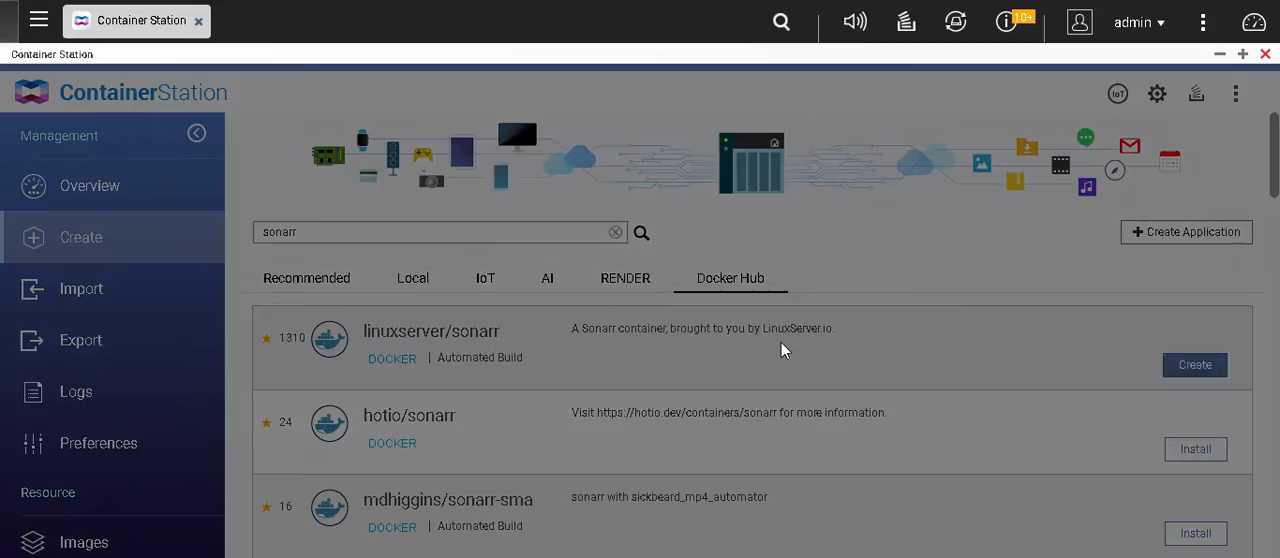 Container Station
10+
admin
Container Station
ContainerStation
IoT
Management
Overview
Create
Import
Export
Logs
Preferences
Resource
Images
sonarr
+ Create Application
Recommended Local IoT AI RENDER Docker Hub
1310 linuxserver/sonarr A Sonarr container, brought to you by LinuxServer.io.
DOCKER | Automated Build
Create
24 hotio/sonarr Visit https://hotio.dev/containers/sonarr for more information.
DOCKER
Install
16 mdhiggins/sonarr-sma sonarr with sickbeard_mp4_automator
DOCKER | Automated Build
Install